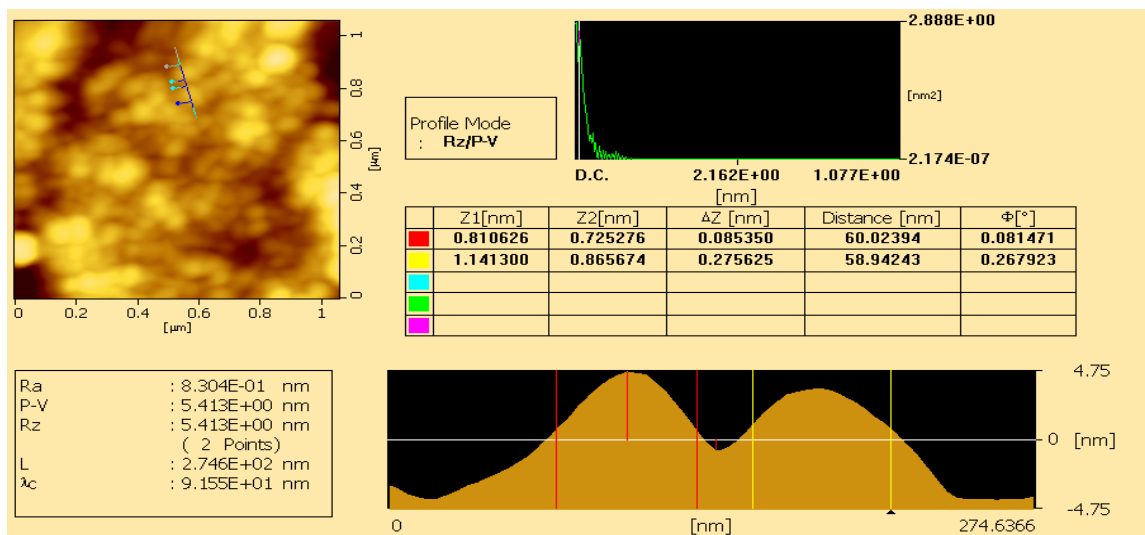 1
0.8
0.6
0.4
0.2
0
[μm]
0 0.2 0.4 0.6 0.8 1
[μm]
Profile Mode
: Rz/P-V
2.888E+00
[nm2]
2.174E-07
D.C. 2.162E+00 1.077E+00
[nm]
Z1[nm] Z2[nm] ΔZ [nm] Distance [nm] Φ[°]
0.810626 0.725276 0.085350 60.02394 0.081471
1.141300 0.865674 0.275625 58.94243 0.267923
Ra : 8.304E-01 nm
P-V : 5.413E+00 nm
Rz : 5.413E+00 nm
( 2 Points)
L : 2.746E+02 nm
λc : 9.155E+01 nm
4.75
0 [nm]
-4.75
0 [nm] 274.6366